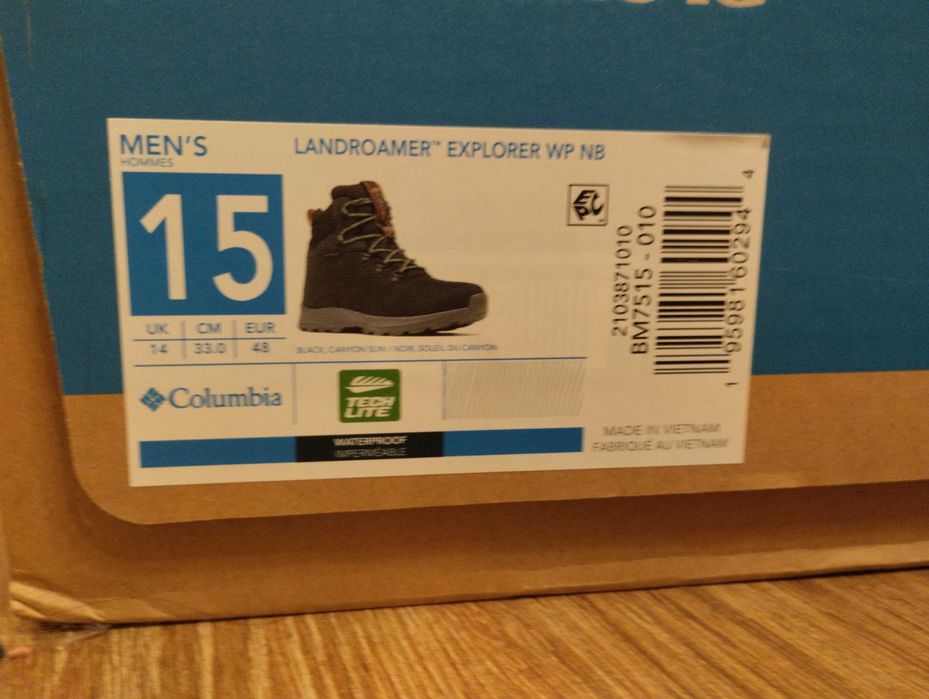 MEN'S
HOMMES
LANDROAMER™ EXPLORER WP NB
15
UK CM EUR
14 33.0 48
BLACK, CANYON SUN / NOIR, SOLEIL DU CANYON
Columbia
TECH
LITE
WATERPROOF
IMPERMÉABLE
2103871010
BM7515 - 010
1 95981 60294 4
MADE IN VIETNAM
FABRIQUÉ AU VIETNAM